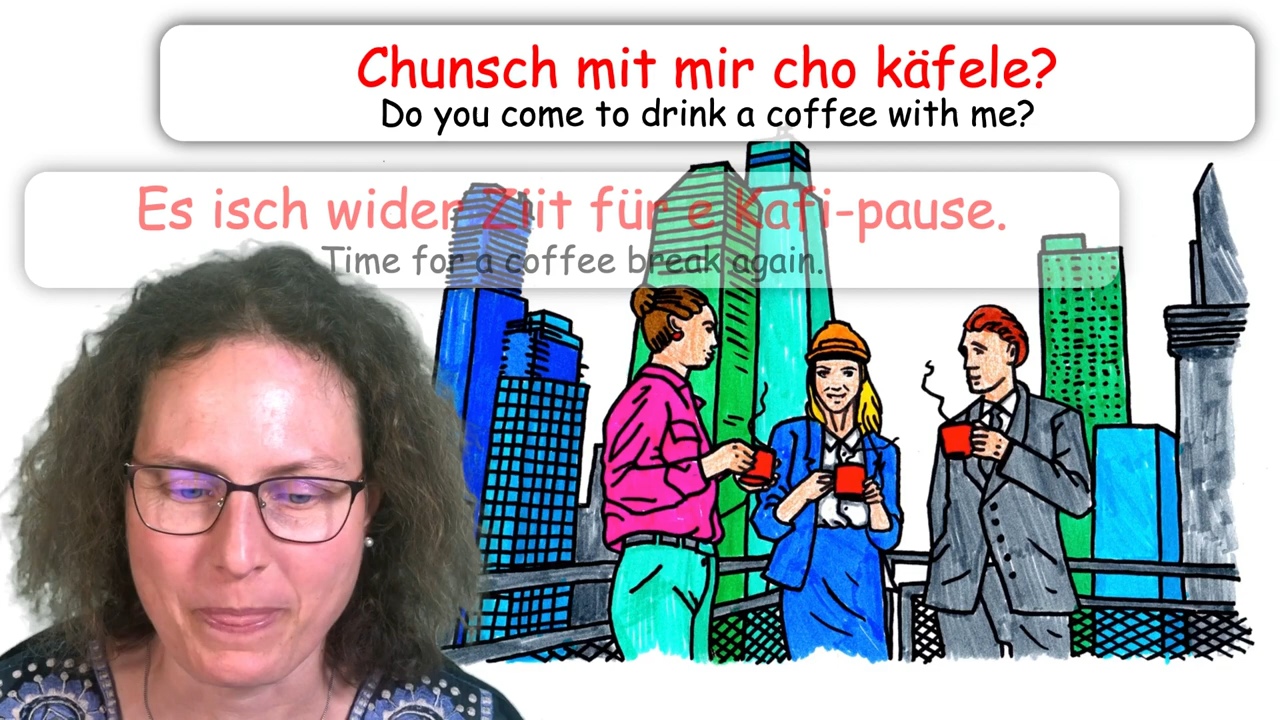 Chunsch mit mir cho käfele?
Do you come to drink a coffee with me?
Es isch wider Ziit für e Kafi-pause.
Time for a coffee break again.